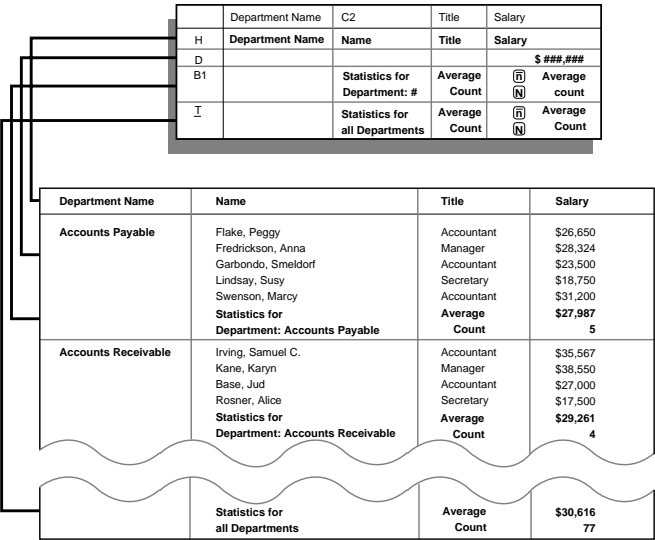 Department Name C2 Title Salary
H Department Name Name Title Salary
D $ ###,###
B1 Statistics for Average n̅ Average
Department: # Count N count
T Statistics for Average n̅ Average
all Departments Count N Count
Department Name Name Title Salary
Accounts Payable Flake, Peggy Accountant $26,650
Fredrickson, Anna Manager $28,324
Garbondo, Smeldorf Accountant $23,500
Lindsay, Susy Secretary $18,750
Swenson, Marcy Accountant $31,200
Statistics for Average $27,987
Department: Accounts Payable Count 5
Accounts Receivable Irving, Samuel C. Accountant $35,567
Kane, Karyn Manager $38,550
Base, Jud Accountant $27,000
Rosner, Alice Secretary $17,500
Statistics for Average $29,261
Department: Accounts Receivable Count 4
Statistics for Average $30,616
all Departments Count 77